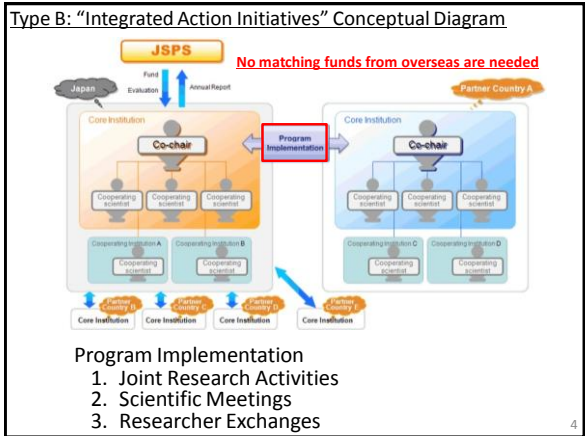 Type B: “Integrated Action Initiatives” Conceptual Diagram
JSPS
No matching funds from overseas are needed
Fund
Evaluation
Annual Report
Japan
Partner Country A
Core Institution
Co-chair
Program
Implementation
Core Institution
Co-chair
Cooperating
scientist
Cooperating
scientist
Cooperating
scientist
Cooperating
scientist
Cooperating
scientist
Cooperating
scientist
Cooperating Institution A
Cooperating
scientist
Cooperating Institution B
Cooperating
scientist
Cooperating Institution C
Cooperating
scientist
Cooperating Institution D
Cooperating
scientist
Partner
Country B
Partner
Country C
Partner
Country D
Partner
Country E
Core Institution
Core Institution
Core Institution
Core Institution
Program Implementation
1. Joint Research Activities
2. Scientific Meetings
3. Researcher Exchanges
4